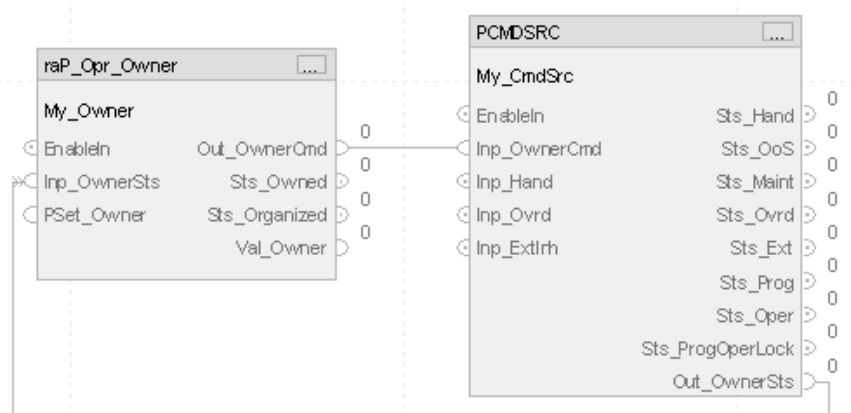 raP_Opr_Owner ...
My_Owner
EnableIn Out_OwnerCmd 0
Inp_OwnerSts Sts_Owned 0
PSet_Owner Sts_Organized 0
Val_Owner 0
PCMDSRC ...
My_CmdSrc
EnableIn Sts_Hand 0
Inp_OwnerCmd Sts_OoS 0
Inp_Hand Sts_Maint 0
Inp_Ovrd Sts_Ovrd 0
Inp_ExtInh Sts_Ext 0
Sts_Prog 0
Sts_Oper 0
Sts_ProgOperLock 0
Out_OwnerSts 0